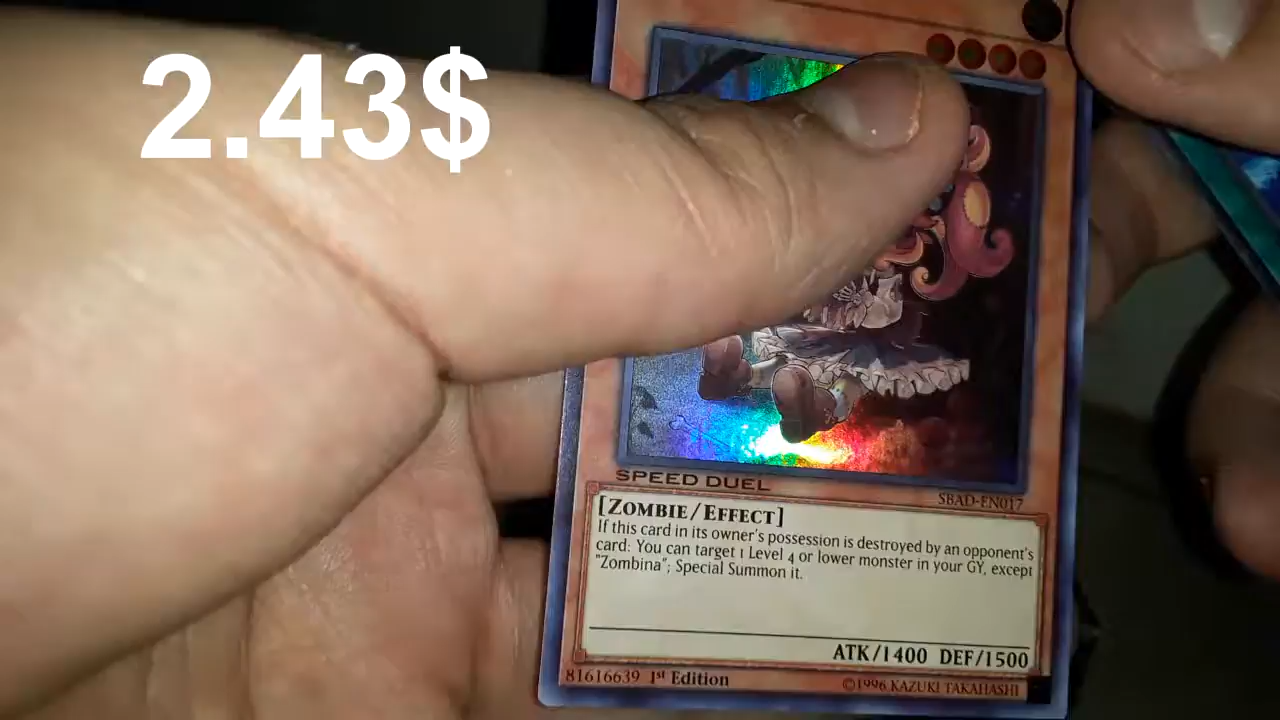 2.43$
SPEED DUEL
SBAD-EN017
[ZOMBIE/EFFECT]
If this card in its owner's possession is destroyed by an opponent's
card: You can target 1 Level 4 or lower monster in your GY, except
"Zombina"; Special Summon it.
ATK/1400 DEF/1500
81616639 1st Edition
©1996 KAZUKI TAKAHASHI